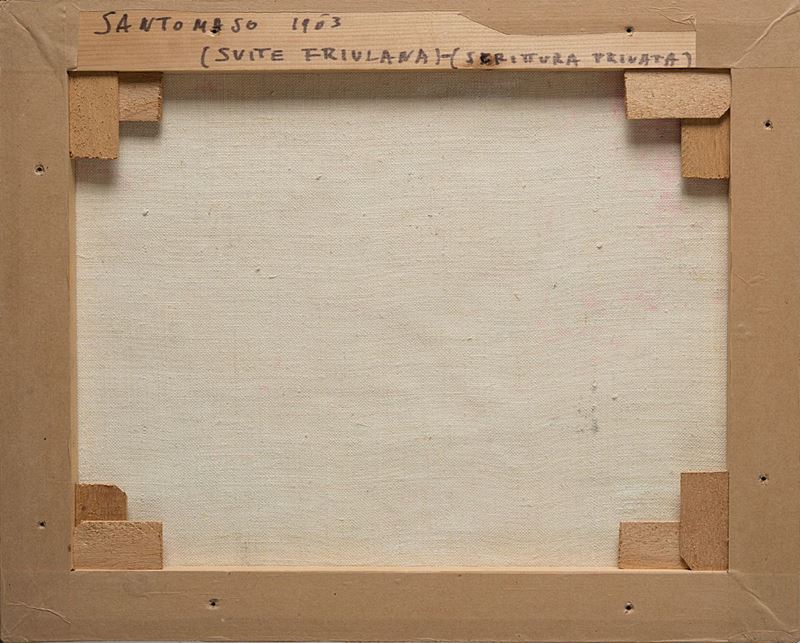 SANTOMASO 1963
(SUITE FRIULANA)-(SCRITTURA PRIVATA)